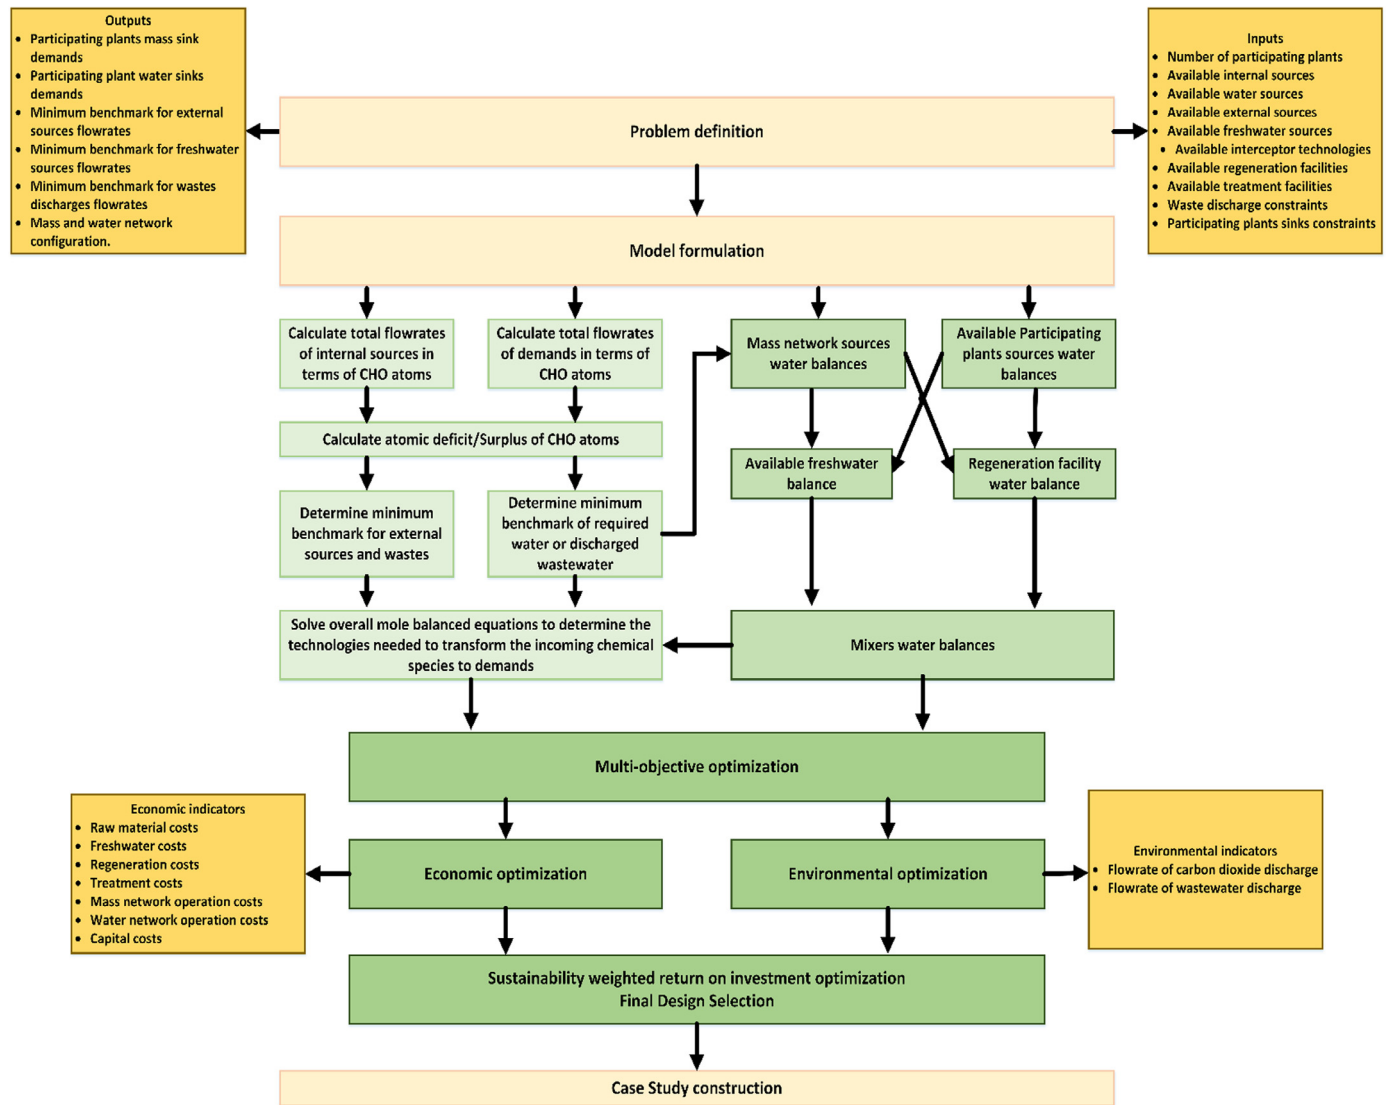 Outputs
• Participating plants mass sink
demands
• Participating plant water sinks
demands
• Minimum benchmark for external
sources flowrates
• Minimum benchmark for freshwater
sources flowrates
• Minimum benchmark for wastes
discharges flowrates
• Mass and water network
configuration.
Inputs
• Number of participating plants
• Available internal sources
• Available water sources
• Available external sources
• Available freshwater sources
• Available interceptor technologies
• Available regeneration facilities
• Available treatment facilities
• Waste discharge constraints
• Participating plants sinks constraints
Problem definition
Model formulation
Calculate total flowrates
of internal sources in
terms of CHO atoms
Calculate total flowrates
of demands in terms of
CHO atoms
Mass network sources
water balances
Available Participating
plants sources water
balances
Calculate atomic deficit/Surplus of CHO atoms
Available freshwater
balance
Regeneration facility
water balance
Determine minimum
benchmark for external
sources and wastes
Determine minimum
benchmark of required
water or discharged
wastewater
Solve overall mole balanced equations to determine the
technologies needed to transform the incoming chemical
species to demands
Mixers water balances
Multi-objective optimization
Economic indicators
• Raw material costs
• Freshwater costs
• Regeneration costs
• Treatment costs
• Mass network operation costs
• Water network operation costs
• Capital costs
Economic optimization
Environmental optimization
Environmental indicators
• Flowrate of carbon dioxide discharge
• Flowrate of wastewater discharge
Sustainability weighted return on investment optimization
Final Design Selection
Case Study construction